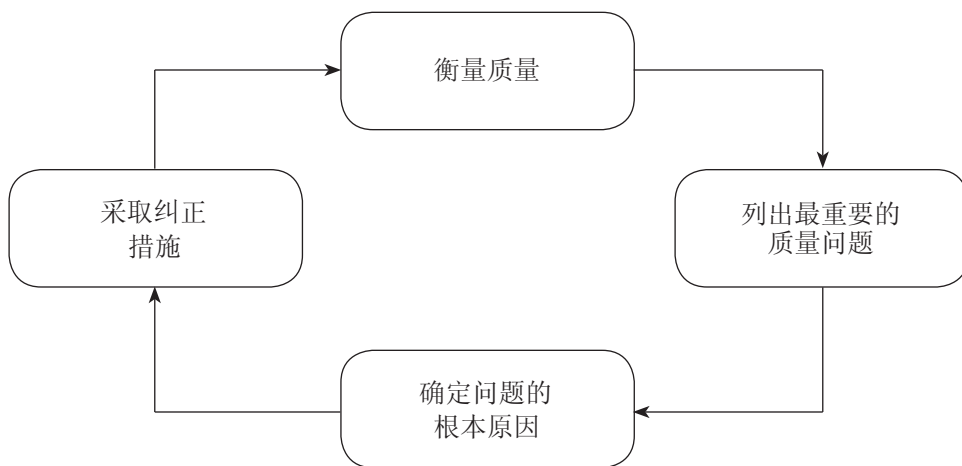 衡量质量
采取纠正
措施
列出最重要的
质量问题
确定问题的
根本原因